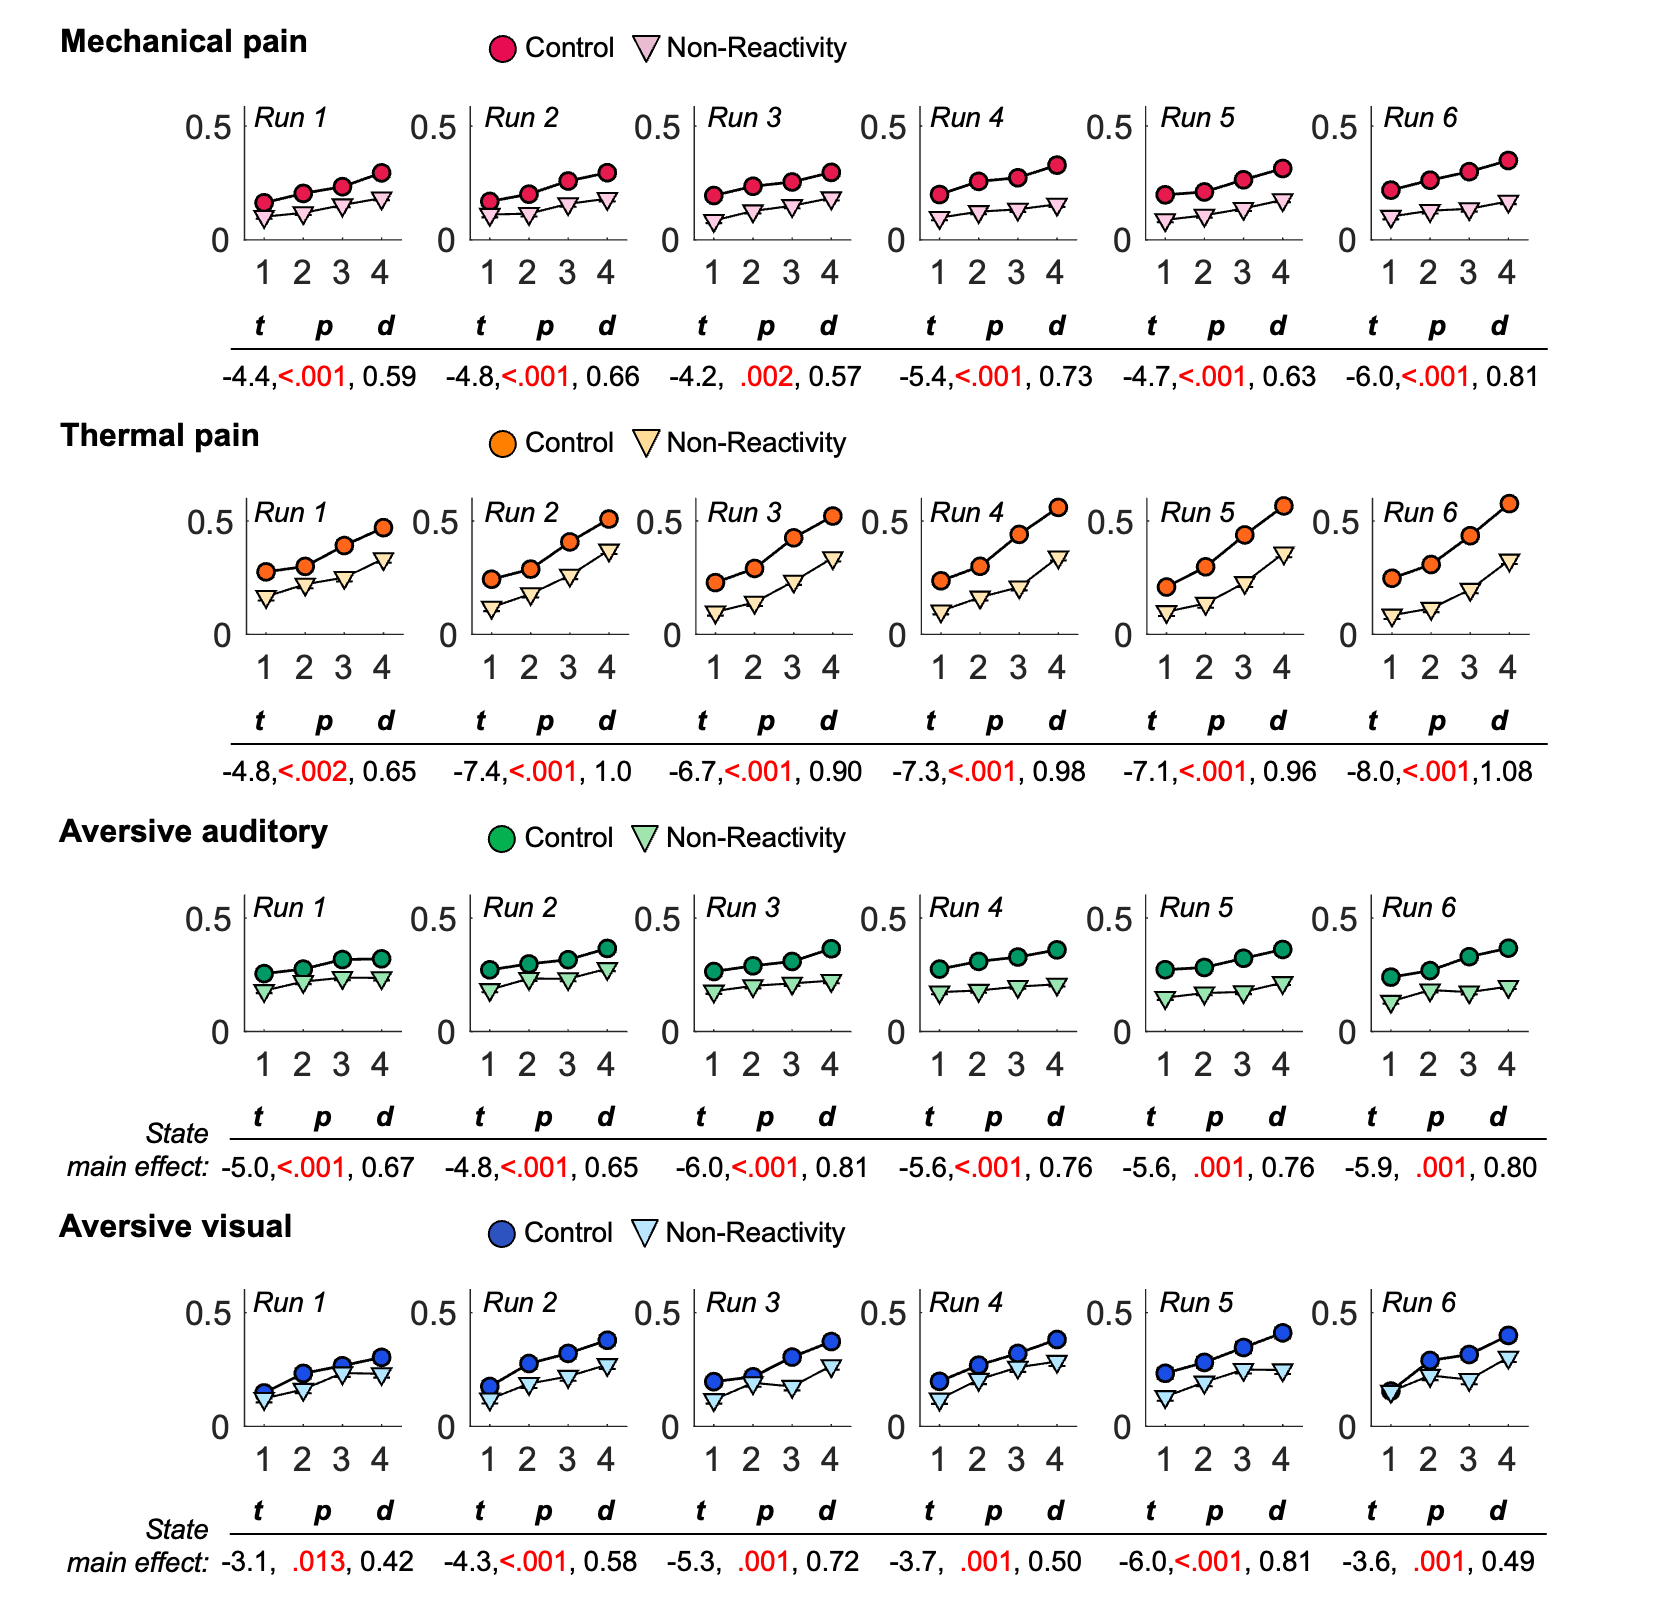 Mechanical pain Control Non-Reactivity
Run 1 Run 2 Run 3 Run 4 Run 5 Run 6
0.5 0.5 0.5 0.5 0.5 0.5
0 0 0 0 0 0
1 2 3 4 1 2 3 4 1 2 3 4 1 2 3 4 1 2 3 4 1 2 3 4
t p d t p d t p d t p d t p d t p d
-4.4,<.001, 0.59 -4.8,<.001, 0.66 -4.2, .002, 0.57 -5.4,<.001, 0.73 -4.7,<.001, 0.63 -6.0,<.001, 0.81
Thermal pain Control Non-Reactivity
Run 1 Run 2 Run 3 Run 4 Run 5 Run 6
0.5 0.5 0.5 0.5 0.5 0.5
0 0 0 0 0 0
1 2 3 4 1 2 3 4 1 2 3 4 1 2 3 4 1 2 3 4 1 2 3 4
t p d t p d t p d t p d t p d t p d
-4.8,<.002, 0.65 -7.4,<.001, 1.0 -6.7,<.001, 0.90 -7.3,<.001, 0.98 -7.1,<.001, 0.96 -8.0,<.001,1.08
Aversive auditory Control Non-Reactivity
Run 1 Run 2 Run 3 Run 4 Run 5 Run 6
0.5 0.5 0.5 0.5 0.5 0.5
0 0 0 0 0 0
1 2 3 4 1 2 3 4 1 2 3 4 1 2 3 4 1 2 3 4 1 2 3 4
t p d t p d t p d t p d t p d t p d
State
main effect: -5.0,<.001, 0.67 -4.8,<.001, 0.65 -6.0,<.001, 0.81 -5.6,<.001, 0.76 -5.6, .001, 0.76 -5.9, .001, 0.80
Aversive visual Control Non-Reactivity
Run 1 Run 2 Run 3 Run 4 Run 5 Run 6
0.5 0.5 0.5 0.5 0.5 0.5
0 0 0 0 0 0
1 2 3 4 1 2 3 4 1 2 3 4 1 2 3 4 1 2 3 4 1 2 3 4
t p d t p d t p d t p d t p d t p d
State
main effect: -3.1, .013, 0.42 -4.3,<.001, 0.58 -5.3, .001, 0.72 -3.7, .001, 0.50 -6.0,<.001, 0.81 -3.6, .001, 0.49